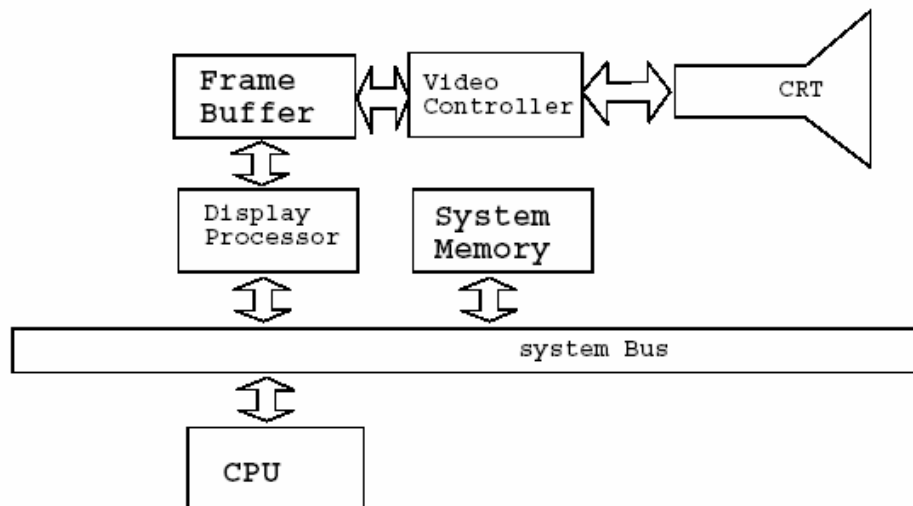 Frame
Buffer
Video
Controller
CRT
Display
Processor
System
Memory
system Bus
CPU